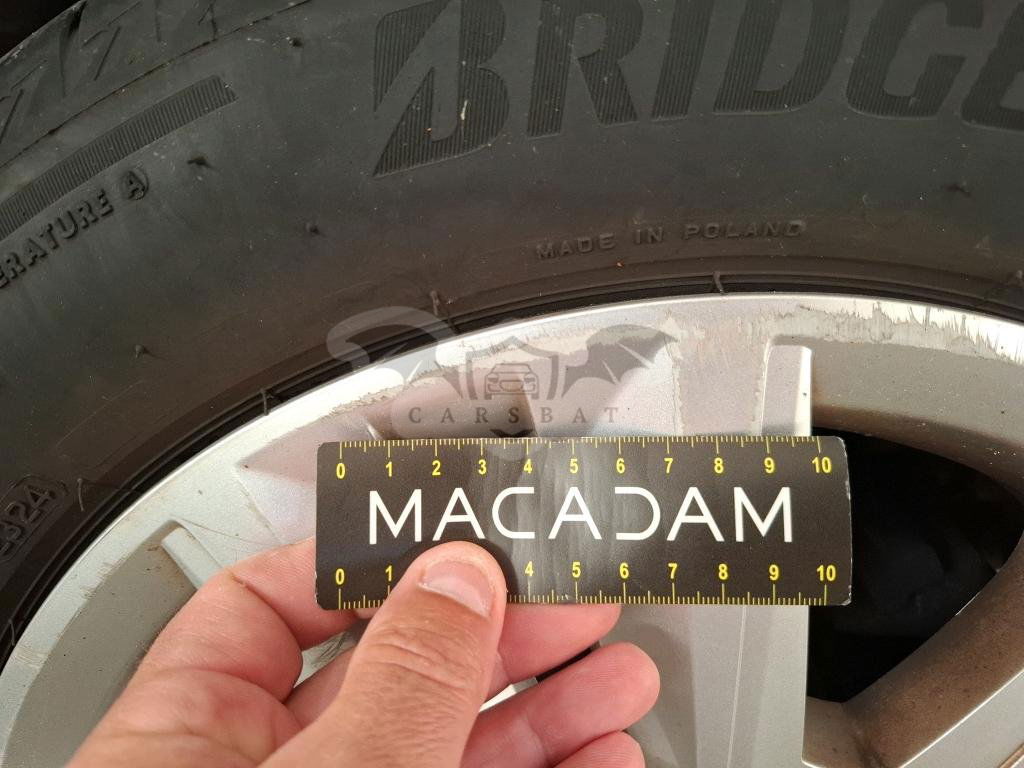 BRIDGE
ERATURE A
MADE IN POLAND
CARSBAT
2324
0 1 2 3 4 5 6 7 8 9 10
MACADAM
0 1 4 5 6 7 8 9 10